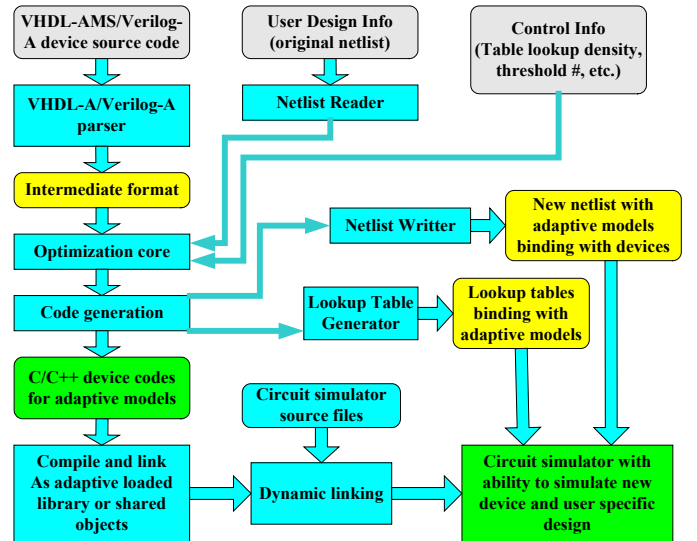 VHDL-AMS/Verilog-
A device source code
User Design Info
(original netlist)
Control Info
(Table lookup density,
threshold #, etc.)
VHDL-A/Verilog-A
parser
Netlist Reader
Intermediate format
Netlist Writter
New netlist with
adaptive models
binding with devices
Optimization core
Code generation
Lookup Table
Generator
Lookup tables
binding with
adaptive models
C/C++ device codes
for adaptive models
Circuit simulator
source files
Compile and link
As adaptive loaded
library or shared
objects
Dynamic linking
Circuit simulator with
ability to simulate new
device and user specific
design